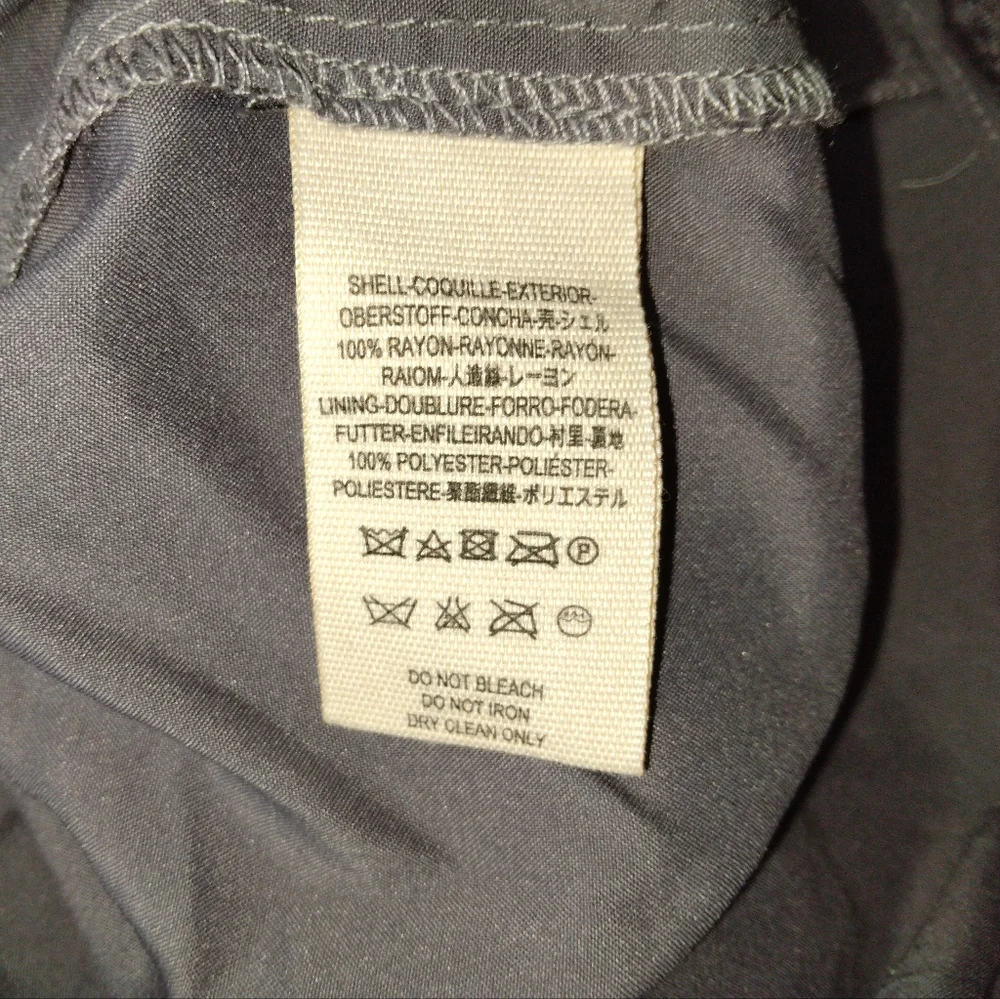 SHELL-COQUILLE-EXTERIOR-
OBERSTOFF-CONCHA-壳-シェル
100% RAYON-RAYONNE-RAYON-
RAIOM-人造絲-レーヨン
LINING-DOUBLURE-FORRO-FODERA-
FUTTER-ENFILEIRANDO-村里-裏地
100% POLYESTER-POLIÉSTER-
POLIESTERE-聚酯纖維-ポリエステル
P
DO NOT BLEACH
DO NOT IRON
DRY CLEAN ONLY